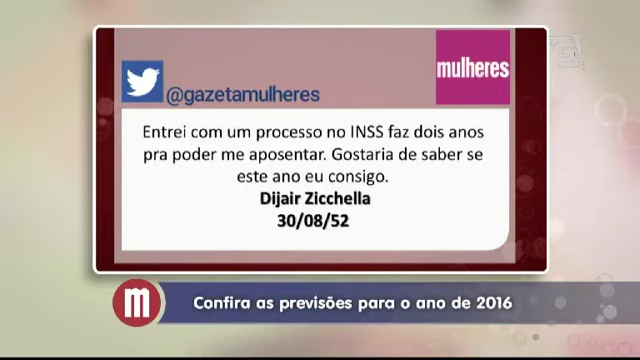 mulheres
@gazetamulheres
Entrei com um processo no INSS faz dois anos
pra poder me aposentar. Gostaria de saber se
este ano eu consigo.
Dijair Zicchella
30/08/52
m
Confira as previsões para o ano de 2016